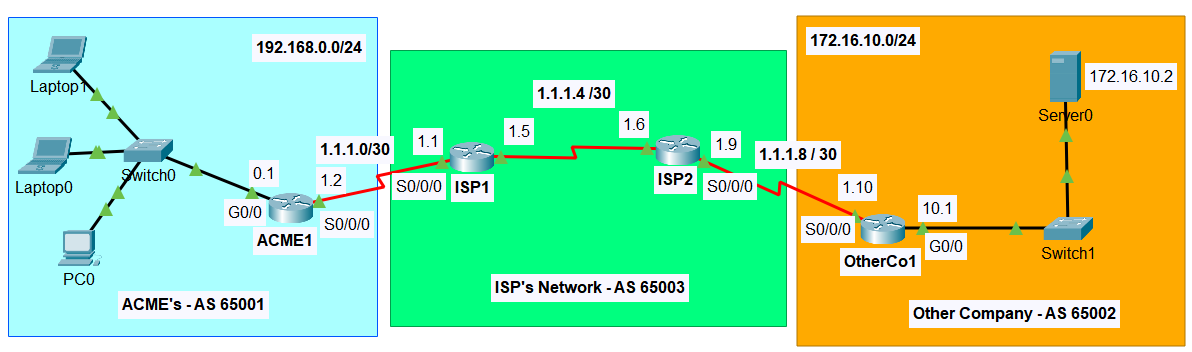 192.168.0.0/24
Laptop1
Laptop0
Switch0
PC0
0.1
G0/0
ACME1
1.2
S0/0/0
ACME's - AS 65001
1.1.1.0/30
1.1
S0/0/0
ISP1
1.5
1.1.1.4 /30
1.6
ISP2
1.9
S0/0/0
ISP's Network - AS 65003
1.1.1.8 / 30
172.16.10.0/24
172.16.10.2
Server0
1.10
S0/0/0
OtherCo1
10.1
G0/0
Switch1
Other Company - AS 65002